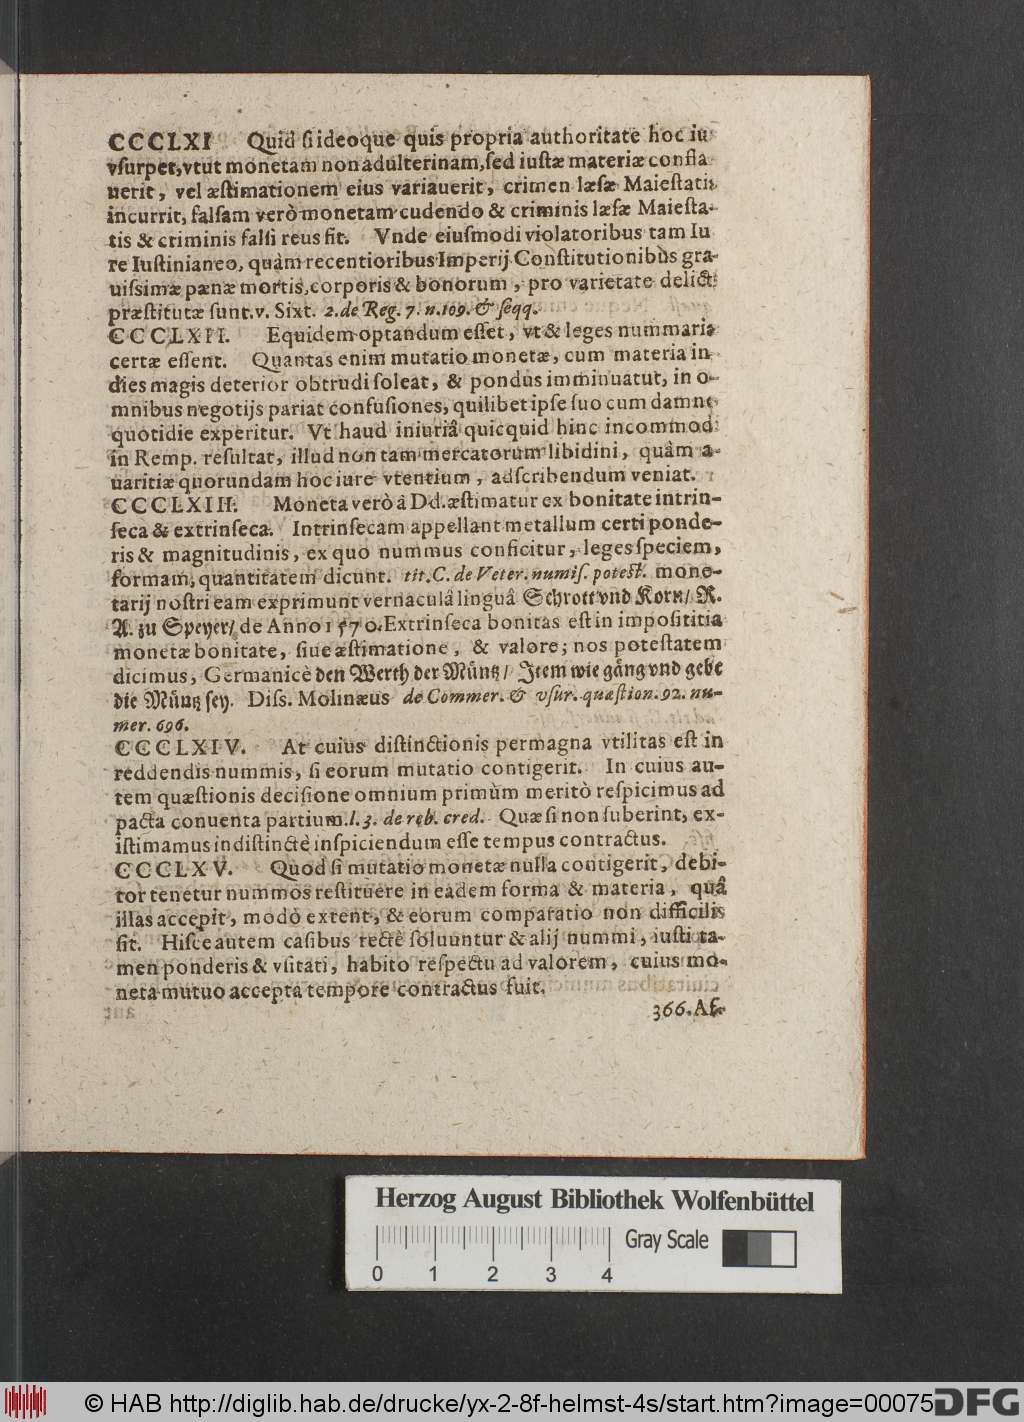 CCCLXI Quid ſi ideoque quis propria authoritate hoc iu
vſurpet, vtut monetam non adulterinam, ſed iuſtæ materiæ confla
uerit, vel æſtimationem eius variauerit, crimen læſæ Maieſtatis
incurrit, falſam verò monetam cudendo & criminis læſæ Maieſta-
tis & criminis falſi reus ſit. Vnde eiuſmodi violatoribus tam Iu
re Iuſtinianeo, quàm recentioribus Imperij Conſtitutionibùs gra-
uiſsimæ pænæ mortis, corporis & bonorum, pro varietate delicti
præſtitutæ ſunt. v. Sixt. 2. de Reg. 7. n. 109. & ſeqq.
CCCLXII. Equidem optandum eſſet, vt & leges nummariæ
certæ eſſent. Quantas enim mutatio monetæ, cum materia in
dies magis deterior obtrudi ſoleat, & pondus imminuatut, in o-
mnibus negotijs pariat confuſiones, quilibet ipſe ſuo cum damno
quotidie experitur. Vt haud iniuriâ quicquid hinc incommodi
in Remp. reſultat, illud non tam mercatorum libidini, quâm a-
uaritiæ quorundam hoc iure vtentium, adſcribendum veniat.
CCCLXIII. Moneta verò â Dd. æſtimatur ex bonitate intrin-
ſeca & extrinſeca. Intrinſecam appellant metallum certi ponde-
ris & magnitudinis, ex quo nummus conficitur, leges ſpeciem,
formam, quantitatem dicunt. tit. C. de Veter. numiſ. poteſt. mone-
tarij noſtri eam exprimunt vernaculâ linguâ Schrott vnd Korn/ R.
A. zu Speyer/ de Anno 1570. Extrinſeca bonitas eſt in impoſititia
monetæ bonitate, ſiue æſtimatione, & valore; nos poteſtatem
dicimus, Germanicè den Werth der Müntz/ Jtem wie gäng vnd gebe
die Müntz ſey. Diſs. Molinæus de Commer. & vſur. quæſtion. 92. nu-
mer. 696.
CCCLXIV. At cuius diſtinctionis permagna vtilitas eſt in
reddendis nummis, ſi eorum mutatio contigerit. In cuius au-
tem quæſtionis deciſione omnium primùm meritò reſpicimus ad
pacta conuenta partium. l. 3. de reb. cred. Quæ ſi non ſuberint, ex-
iſtimamus indiſtinctè inſpiciendum eſſe tempus contractus.
CCCLXV. Quod ſi mutatio monetæ nulla contigerit, debi-
tor tenetur nummos reſtituere in eadem forma & materia, quâ
illas accepit, modò extent, & eorum comparatio non difficilis
ſit. Hiſce autem caſibus rectè ſoluuntur & alij nummi, iuſti ta-
men ponderis & vſitati, habito reſpectu ad valorem, cuius mo-
neta mutuo accepta tempore contractus fuit.
366. Aſt
Herzog August Bibliothek Wolfenbüttel
Gray Scale
0 1 2 3 4
© HAB http://diglib.hab.de/drucke/yx-2-8f-helmst-4s/start.htm?image=00075
DFG